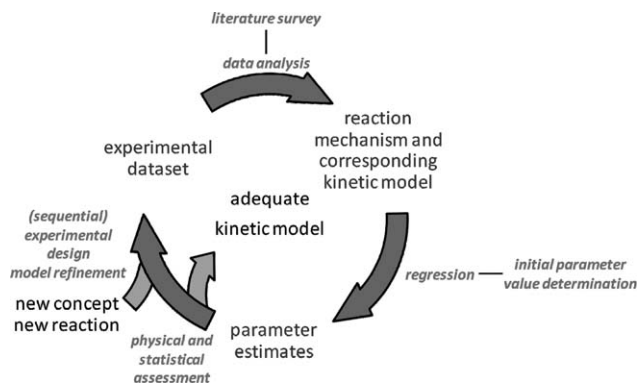 literature survey
data analysis
reaction
mechanism and
corresponding
kinetic model
experimental
dataset
adequate
kinetic model
(sequential)
experimental
design
model refinement
regression
initial parameter
value determination
new concept
new reaction
physical and
statistical
assessment
parameter
estimates